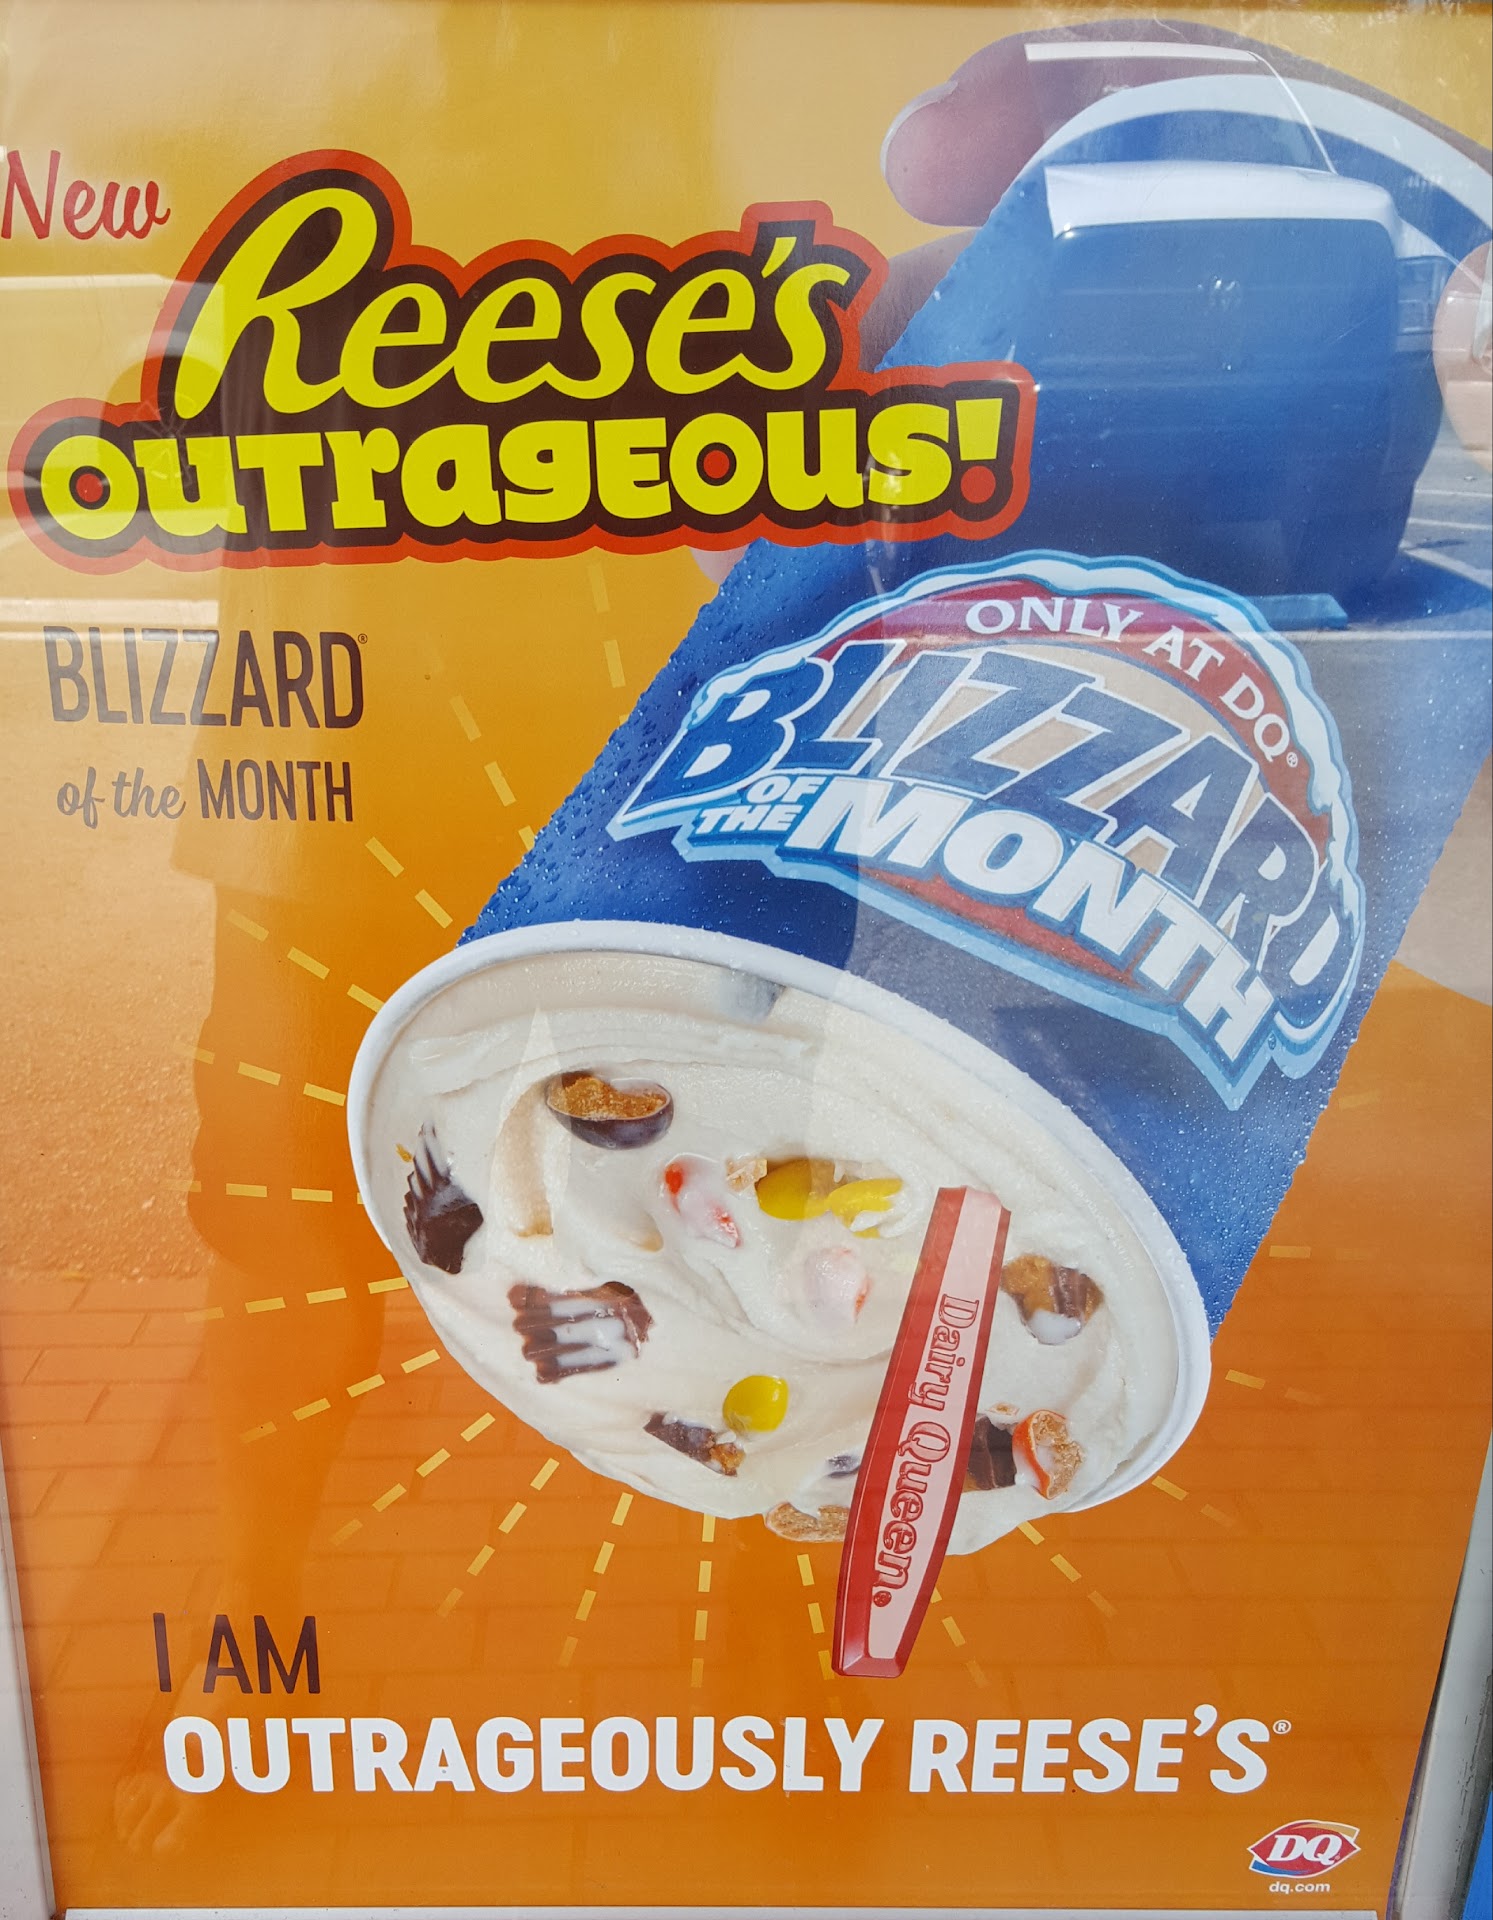 New
Reese's
OUTrageous!
BLIZZARD®
of the MONTH
ONLY AT DQ®
BLIZZARD
OF
THE MONTH
Dairy Queen®
I AM
OUTRAGEOUSLY REESE'S®
DQ
dq.com